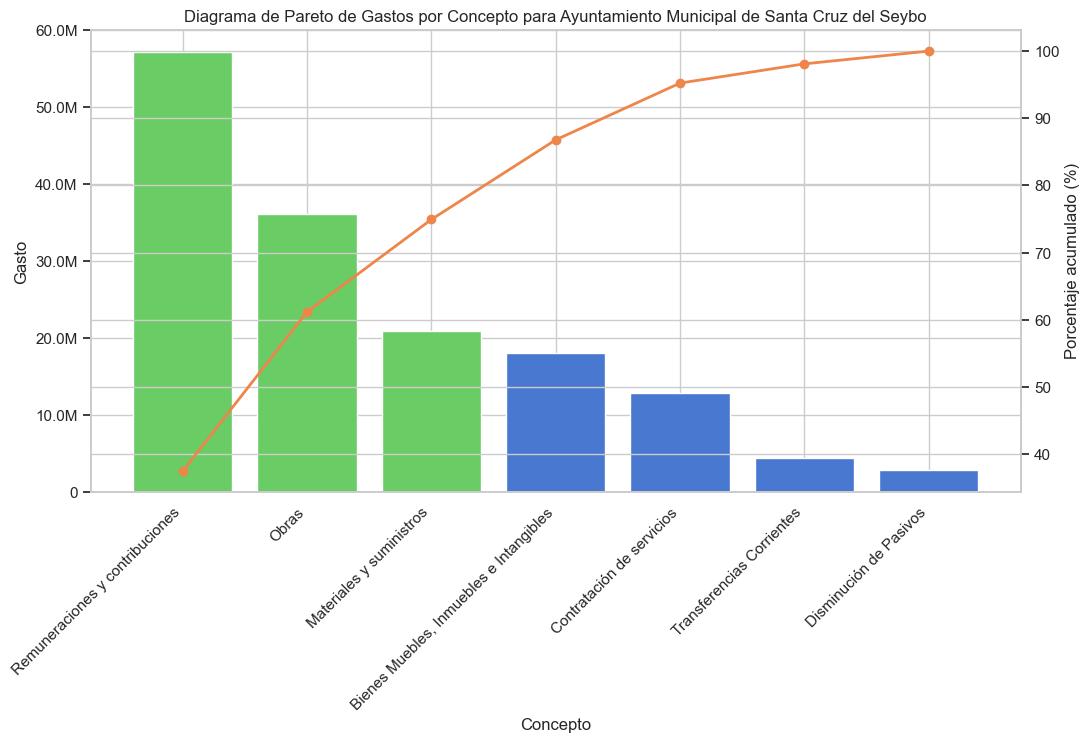 Diagrama de Pareto de Gastos por Concepto para Ayuntamiento Municipal de Santa Cruz del Seybo
60.0M
50.0M
40.0M
30.0M
20.0M
10.0M
0
Gasto
100
90
80
70
60
50
40
Porcentaje acumulado (%)
Remuneraciones y contribuciones
Obras
Materiales y suministros
Bienes Muebles, Inmuebles e Intangibles
Contratación de servicios
Transferencias Corrientes
Disminución de Pasivos
Concepto